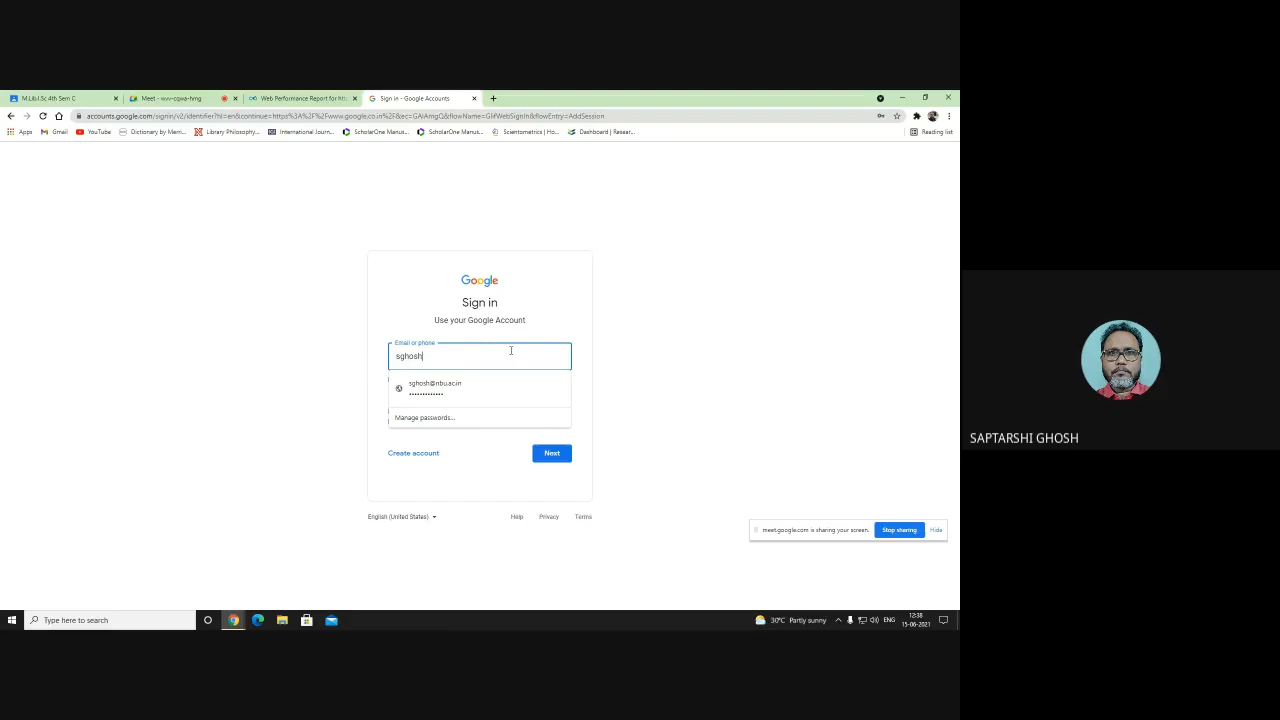 M.Lib.I.Sc 4th Sem C
Meet - wvv-cqwa-hmg
Web Performance Report for htt
Sign in - Google Accounts
accounts.google.com/signin/v2/identifier?hl=en&continue=https%3A%2F%2Fwww.google.co.in%2F&ec=GAlAmgQ&flowName=GlifWebSignIn&flowEntry=AddSession
Apps
Gmail
YouTube
Dictionary by Merri...
Library Philosophy...
International Journ...
ScholarOne Manus...
ScholarOne Manus...
Scientometrics | Ho...
Dashboard | Resear...
Reading list
Google
Sign in
Use your Google Account
Email or phone
sghosh
sghosh@nbu.ac.in
•••••••••••••
Manage passwords...
Create account
Next
English (United States)
Help
Privacy
Terms
meet.google.com is sharing your screen.
Stop sharing
Hide
SAPTARSHI GHOSH
Type here to search
30°C Partly sunny
ENG
12:38
15-06-2021